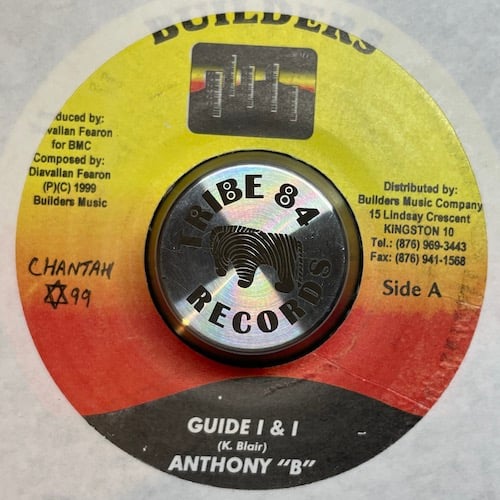 BUILDERS
duced by:
avallan Fearon
for BMC
Composed by:
Diavallan Fearon
(P)(C) 1999
Builders Music
CHANTAH
✡99
TRIBE 84
RECORDS
Distributed by:
Builders Music Company
15 Lindsay Crescent
KINGSTON 10
Tel.: (876) 969-3443
Fax: (876) 941-1568
Side A
GUIDE I & I
(K. Blair)
ANTHONY "B"